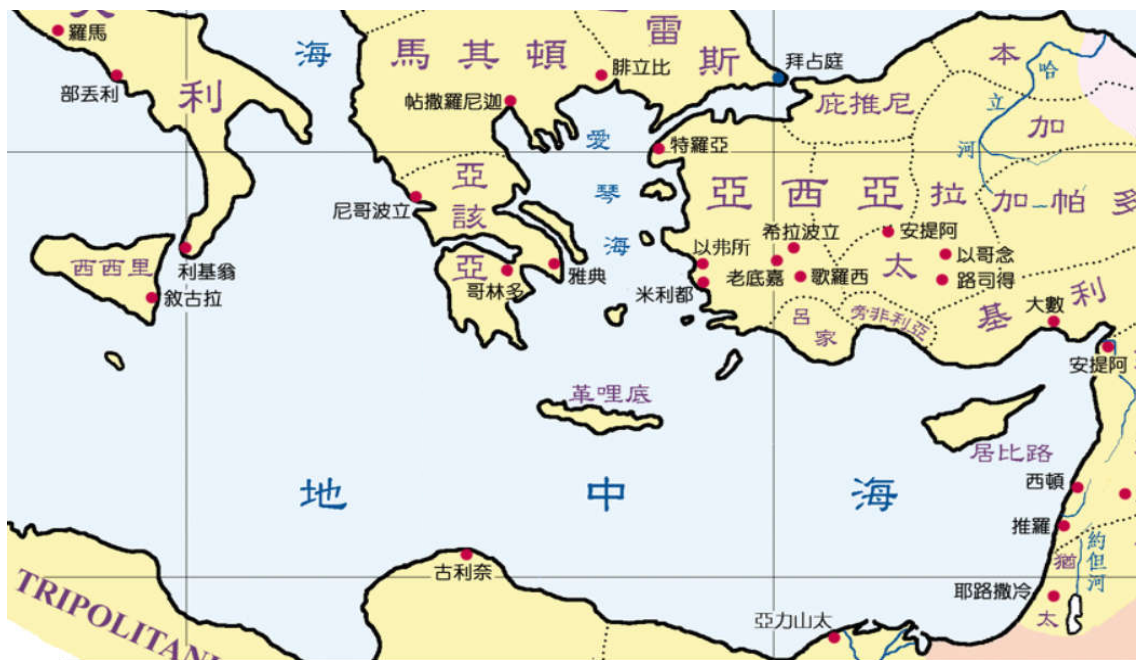 羅馬
部丟利
利
海
馬其頓
雷斯
腓立比
帖撒羅尼迦
拜占庭
本
哈立河
庇推尼
加
愛琴海
特羅亞
亞該亞
尼哥波立
亞西亞
拉
加帕多
太
西西里
利基翁
敘古拉
哥林多
雅典
以弗所
米利都
希拉波立
老底嘉
歌羅西
安提阿
以哥念
路司得
呂家
旁非利亞
基利
大數
安提阿
革哩底
居比路
地中海
西頓
推羅
約但河
猶太
耶路撒冷
古利奈
亞力山太
TRIPOLITANI